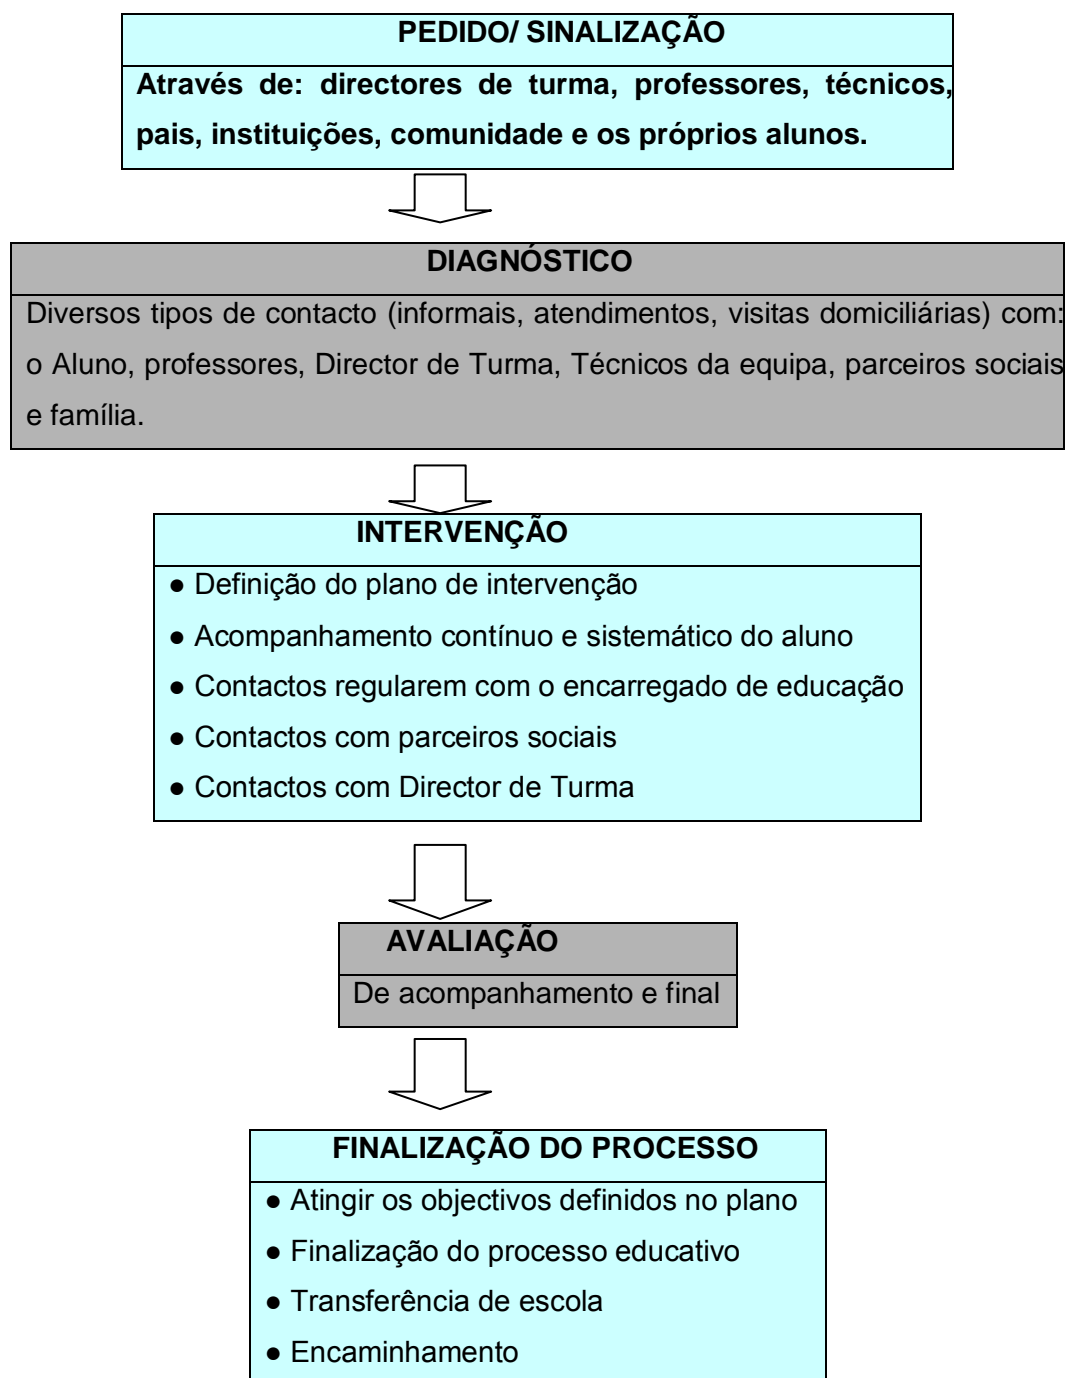 PEDIDO/ SINALIZAÇÃO
Através de: directores de turma, professores, técnicos,
pais, instituições, comunidade e os próprios alunos.
DIAGNÓSTICO
Diversos tipos de contacto (informais, atendimentos, visitas domiciliárias) com:
o Aluno, professores, Director de Turma, Técnicos da equipa, parceiros sociais
e família.
INTERVENÇÃO
● Definição do plano de intervenção
● Acompanhamento contínuo e sistemático do aluno
● Contactos regularem com o encarregado de educação
● Contactos com parceiros sociais
● Contactos com Director de Turma
AVALIAÇÃO
De acompanhamento e final
FINALIZAÇÃO DO PROCESSO
● Atingir os objectivos definidos no plano
● Finalização do processo educativo
● Transferência de escola
● Encaminhamento